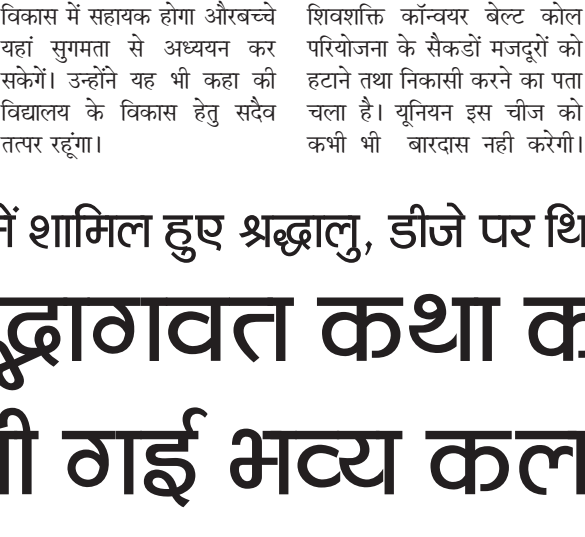 विकास में सहायक होगा औरबच्चे
यहां सुगमता से अध्ययन कर
सकेगें। उन्होंने यह भी कहा की
विद्यालय के विकास हेतु सदैव
तत्पर रहूंगा।
शिवशक्ति कॉन्वयर बेल्ट कोल
परियोजना के सैकडों मजदूरों को
हटाने तथा निकासी करने का पता
चला है। यूनियन इस चीज को
कभी भी बारदास नही करेगी।
में शामिल हुए श्रद्धालु, डीजे पर
कथा
गई भव्य